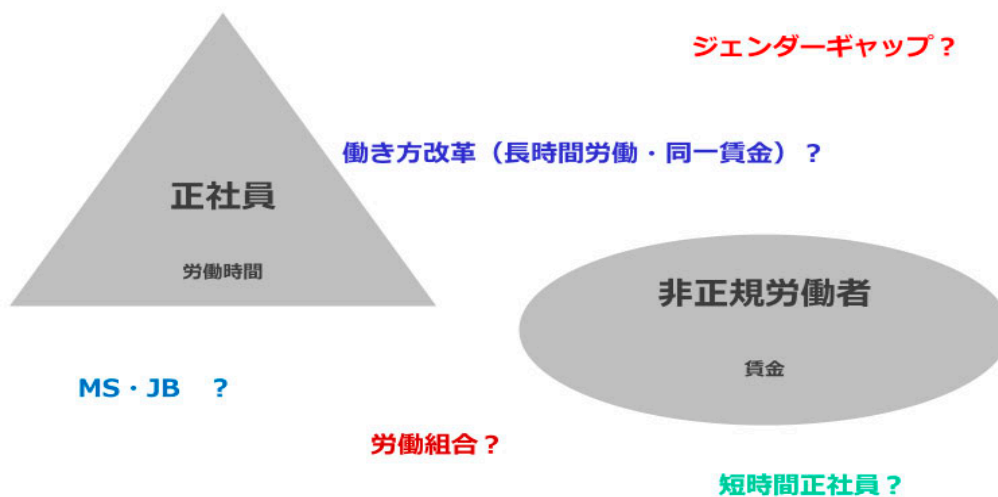 ジェンダーギャップ？
働き方改革（長時間労働・同一賃金）？
正社員
労働時間
非正規労働者
賃金
MS・JB　？
労働組合？
短時間正社員？